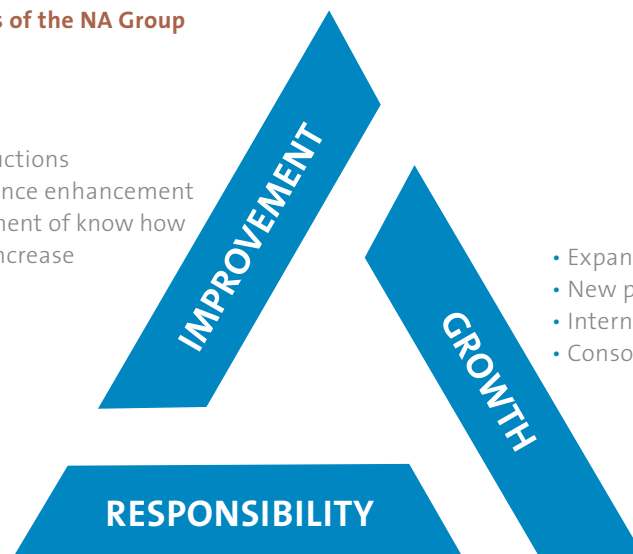 s of the NA Group
uctions
nce enhancement
ment of know how
ncrease
IMPROVEMENT
• Expan
• New p
• Intern
• Conso
GROWTH
RESPONSIBILITY